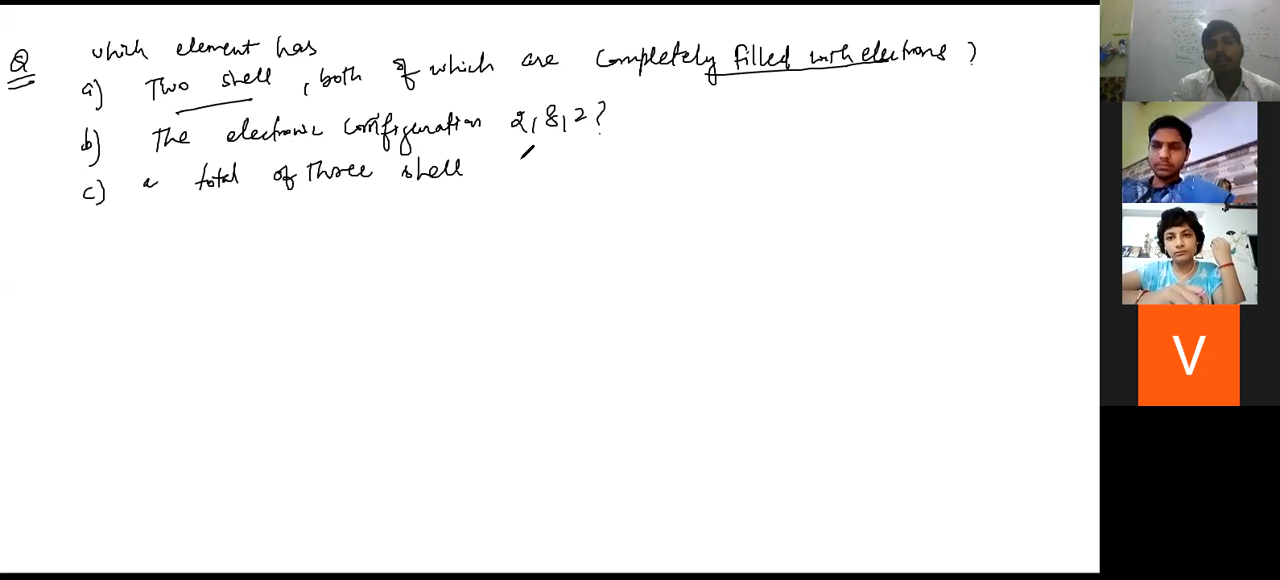 Q which element has
a) Two shell, both of which are completely filled with electrons?
b) The electronic configuration 2,8,2?
c) a total of three shell
V